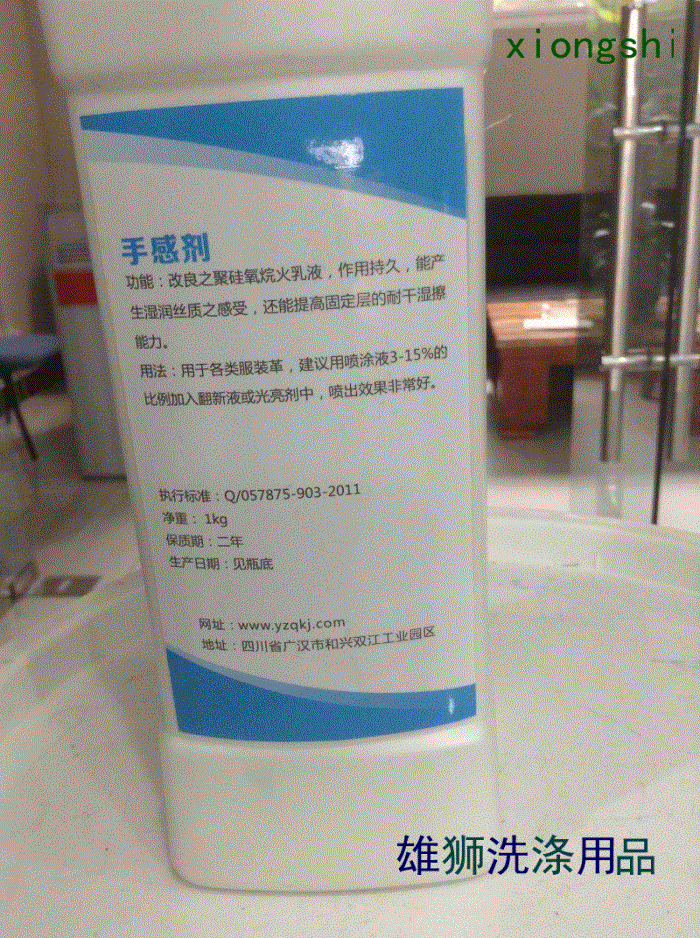 xiongshi
手感剂
功能：改良之聚硅氧烷火乳液，作用持久，能产
生湿润丝质之感受，还能提高固定层的耐干湿擦
能力。
用法：用于各类服装革，建议用喷涂液3-15%的
比例加入翻新液或光亮剂中，喷出效果非常好。
执行标准：Q/057875-903-2011
净重： 1kg
保质期：二年
生产日期：见瓶底
网址：www.yzqkj.com
地址：四川省广汉市和兴双江工业园区
雄狮洗涤用品